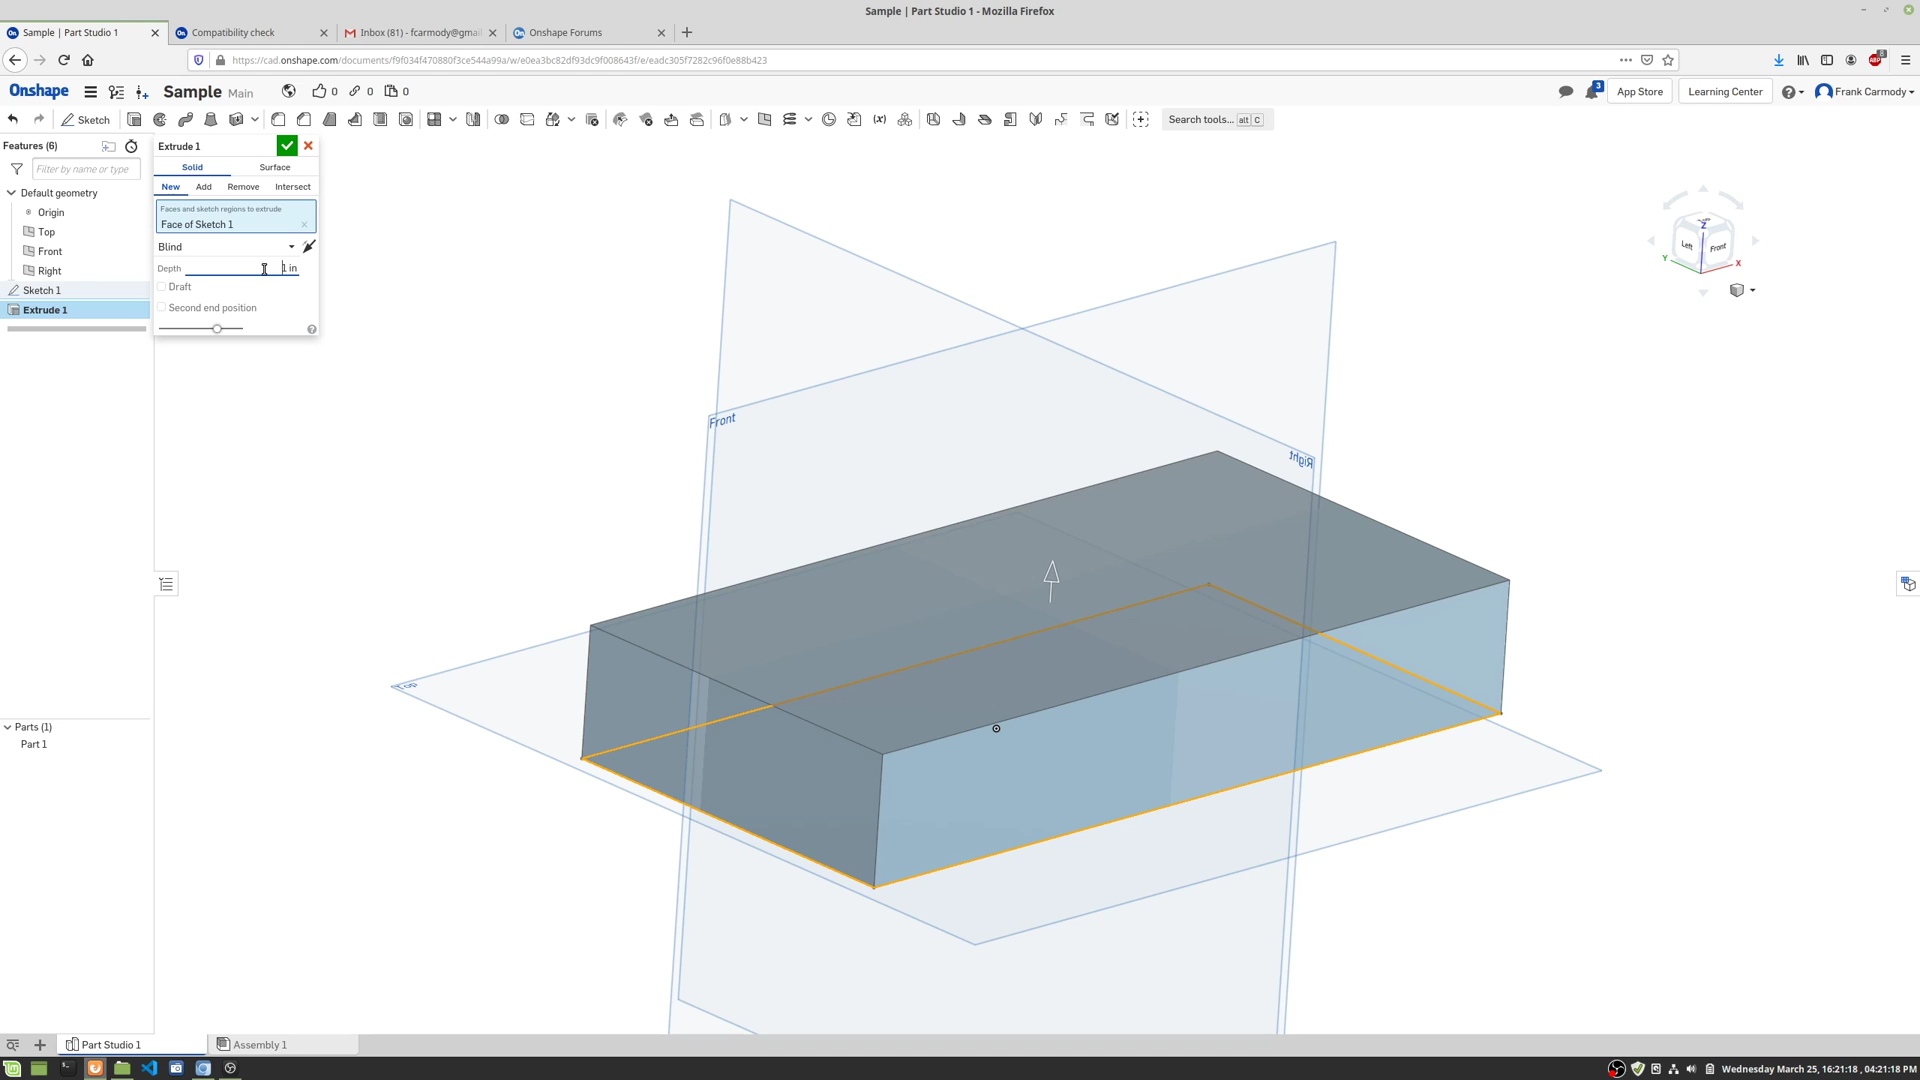 Sample | Part Studio 1 - Mozilla Firefox
Sample | Part Studio 1
Compatibility check
Inbox (81) - fcarmody@gmai
Onshape Forums
https://cad.onshape.com/documents/f9f034f470880f3ce544a99a/w/e0ea3bc82df93dc9f008643f/e/eadc305f7282c96f0e88b423
Onshape
Sample Main
0
0
0
3
App Store
Learning Center
Frank Carmody
Sketch
Search tools... alt C
Features (6)
Filter by name or type
Default geometry
Origin
Top
Front
Right
Sketch 1
Extrude 1
Extrude 1
Solid
Surface
New
Add
Remove
Intersect
Faces and sketch regions to extrude
Face of Sketch 1
Blind
Depth
1 in
Draft
Second end position
Front
Right
Top
Z
Left
Front
Y
X
Parts (1)
Part 1
Part Studio 1
Assembly 1
Wednesday March 25, 16:21:18 , 04:21:18 PM